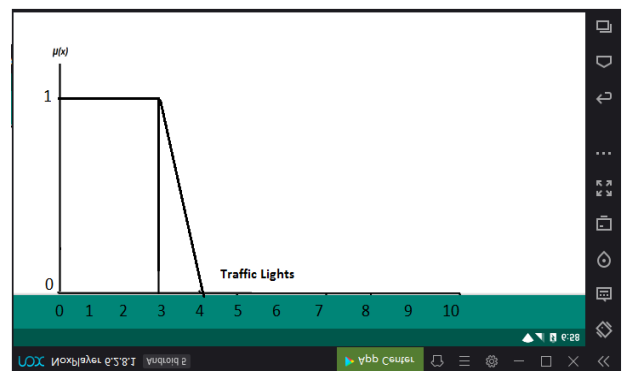 μ(x)
1
0
Traffic Lights
0 1 2 3 4 5 6 7 8 9 10
6:58
NOX NoxPlayer 6.2.8.1 Android 5 App Center